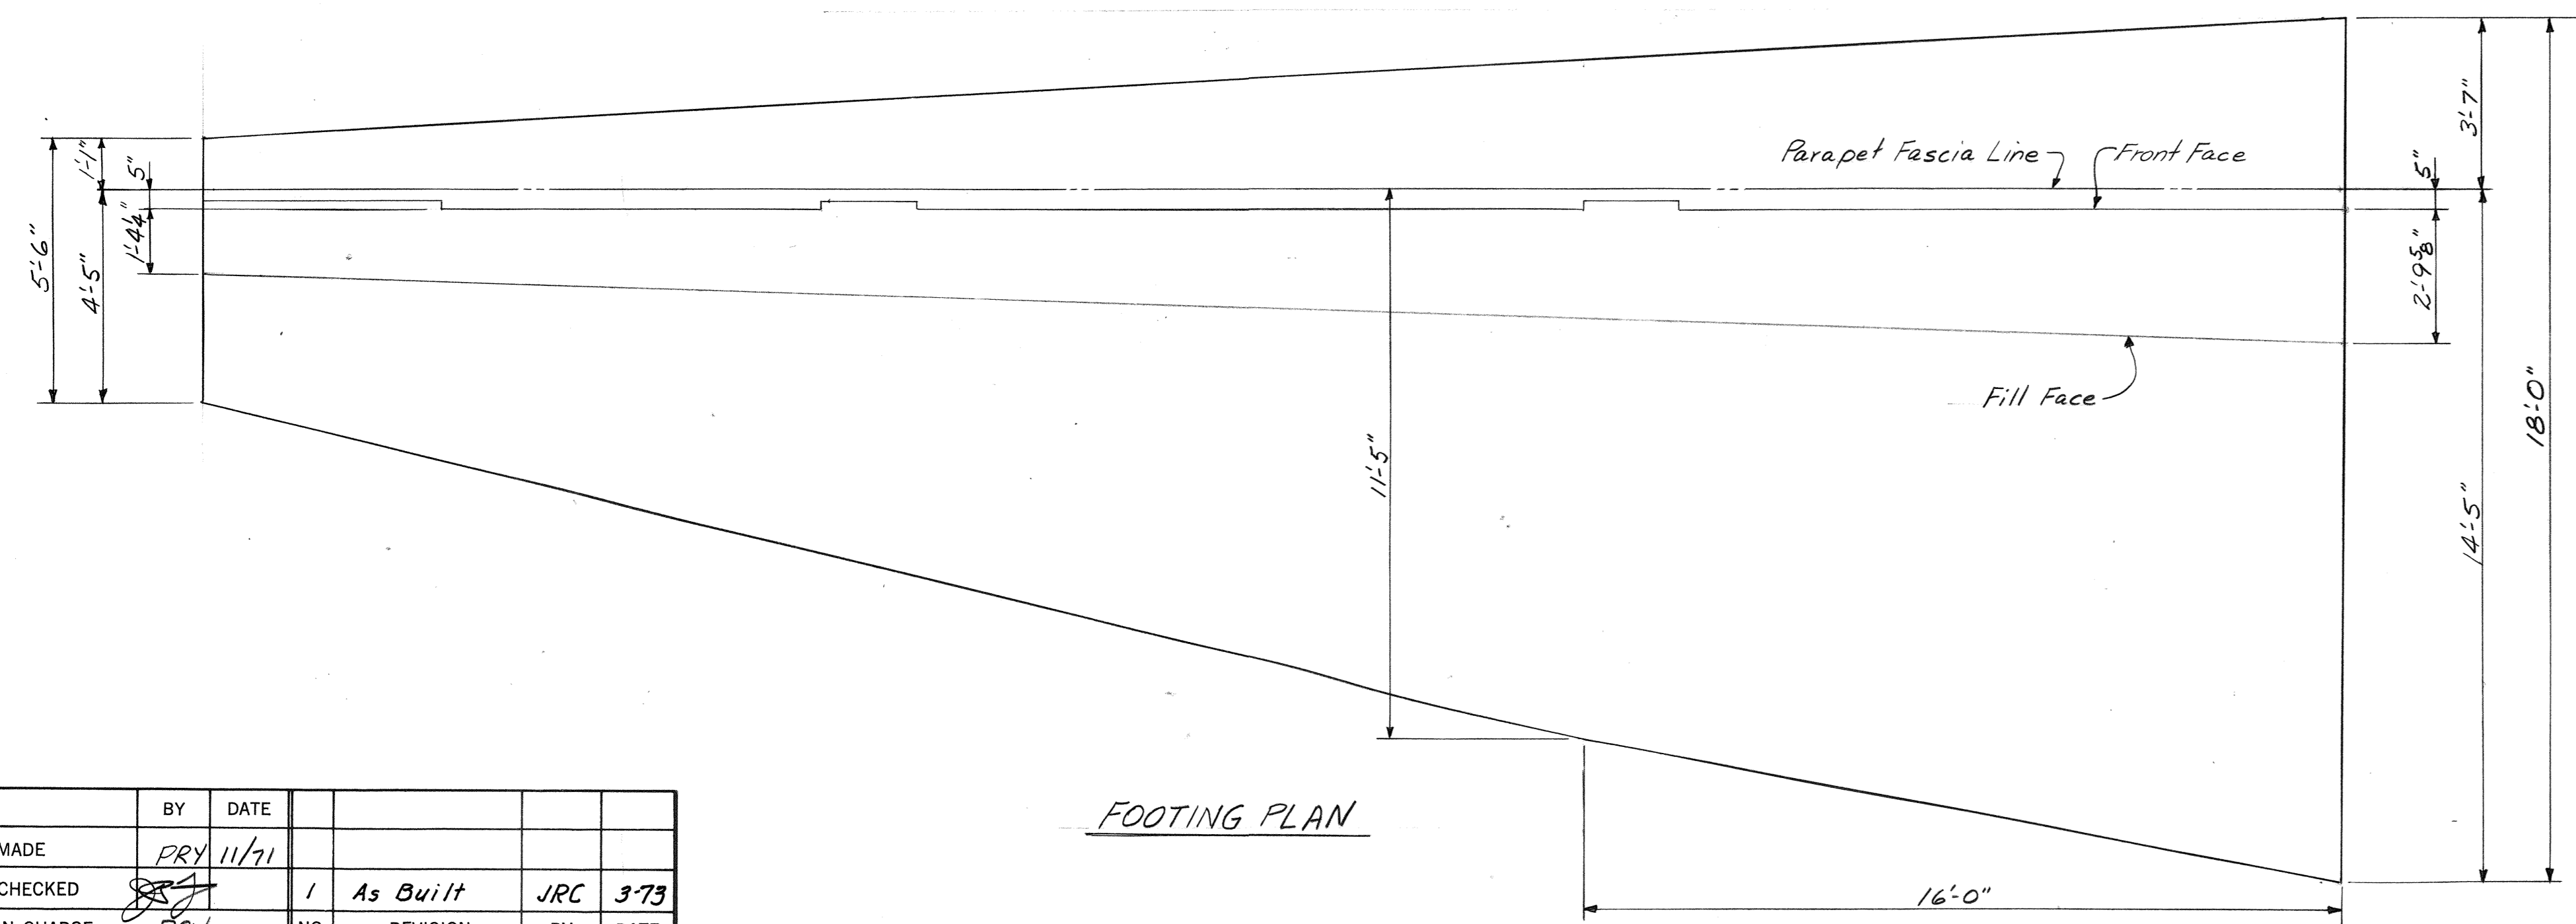 3'-7"
1'-1"
5"
Parapet Fascia Line
Front Face
5"
5'-6"
4'-5"
1'-4¼"
2'-9⅝"
Fill Face
18'-0"
11'-5"
14'-5"
FOOTING PLAN
16'-0"
BY DATE
MADE PRY 11/71
CHECKED 1 As Built JRC 3-73